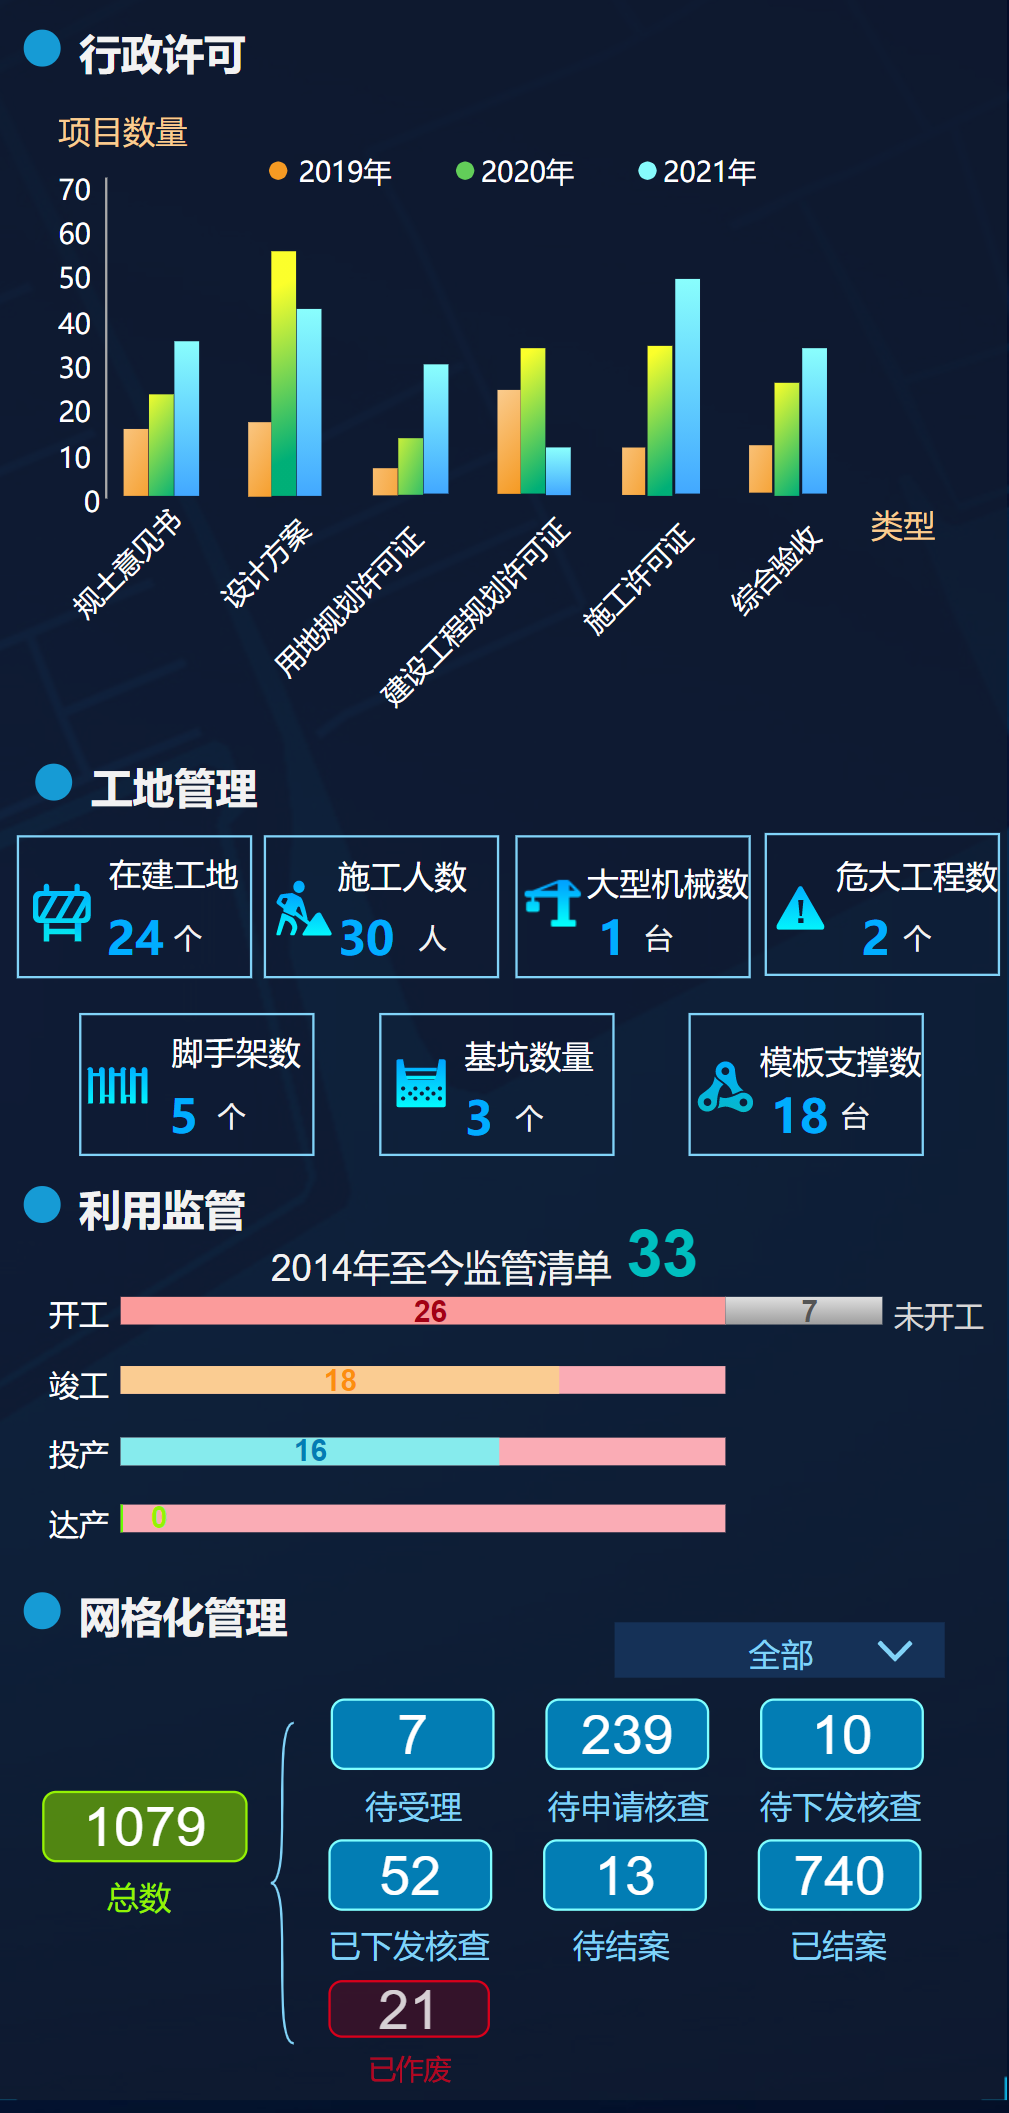 行政许可
项目数量
2019年 2020年 2021年
70
60
50
40
30
20
10
0
规土意见书
设计方案
用地规划许可证
建设工程规划许可证
施工许可证
综合验收
类型
工地管理
在建工地
24 个
施工人数
30 人
大型机械数
1 台
危大工程数
2 个
脚手架数
5 个
基坑数量
3 个
模板支撑数
18 台
利用监管
2014年至今监管清单 33
开工 26 7 未开工
竣工 18
投产 16
达产 0
网格化管理
全部
1079
总数
7 239 10
待受理 待申请核查 待下发核查
52 13 740
已下发核查 待结案 已结案
21
已作废